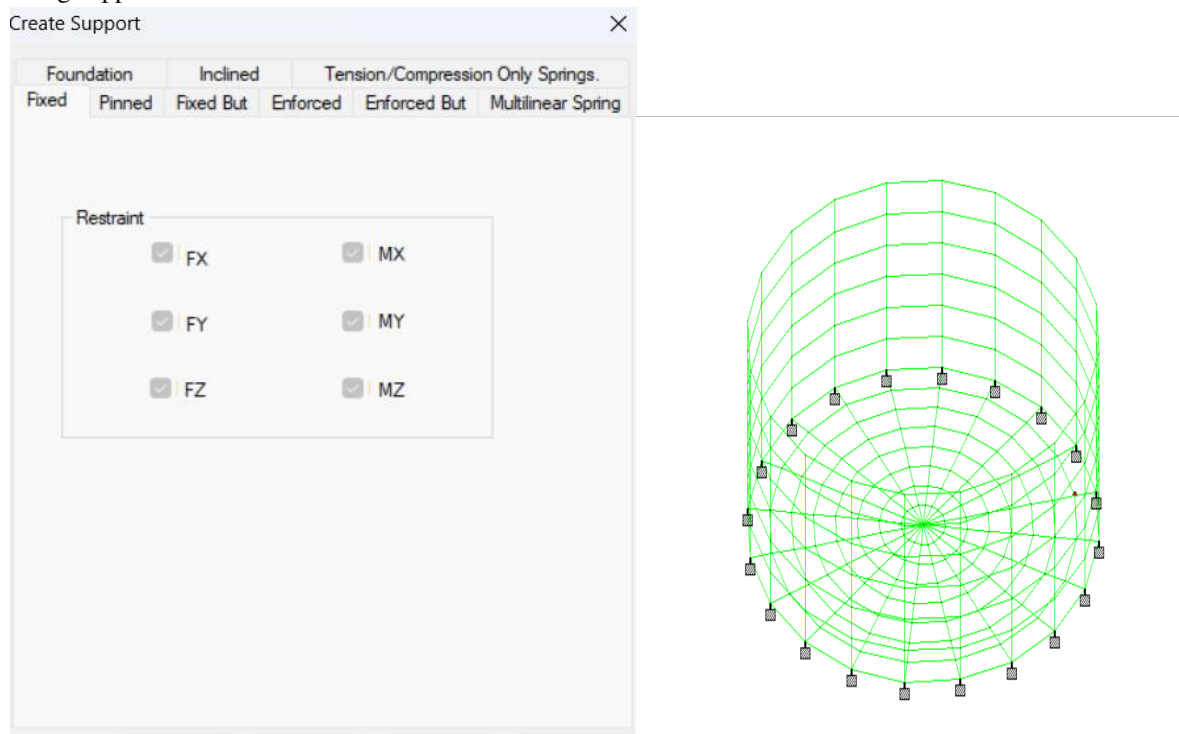 Create Support
Foundation Inclined Tension/Compression Only Springs.
Fixed Pinned Fixed But Enforced Enforced But Multilinear Spring
Restraint
FX MX
FY MY
FZ MZ